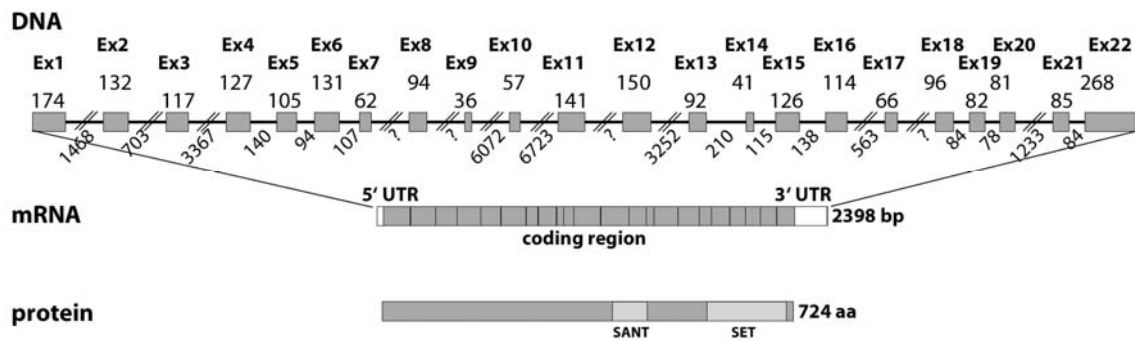 DNA
Ex2 Ex4 Ex6 Ex8 Ex10 Ex12 Ex14 Ex16 Ex18 Ex20 Ex22
Ex1 Ex3 Ex5 Ex7 Ex9 Ex11 Ex13 Ex15 Ex17 Ex19 Ex21
132 127 131 94 57 150 41 114 96 81 268
174 117 105 62 36 141 92 126 66 82 85
1468 703 3367 140 94 107 ? ? 6072 6723 ? 3252 210 115 138 563 ? 84 78 1233 84
5' UTR 3' UTR
mRNA 2398 bp
coding region
protein 724 aa
SANT SET